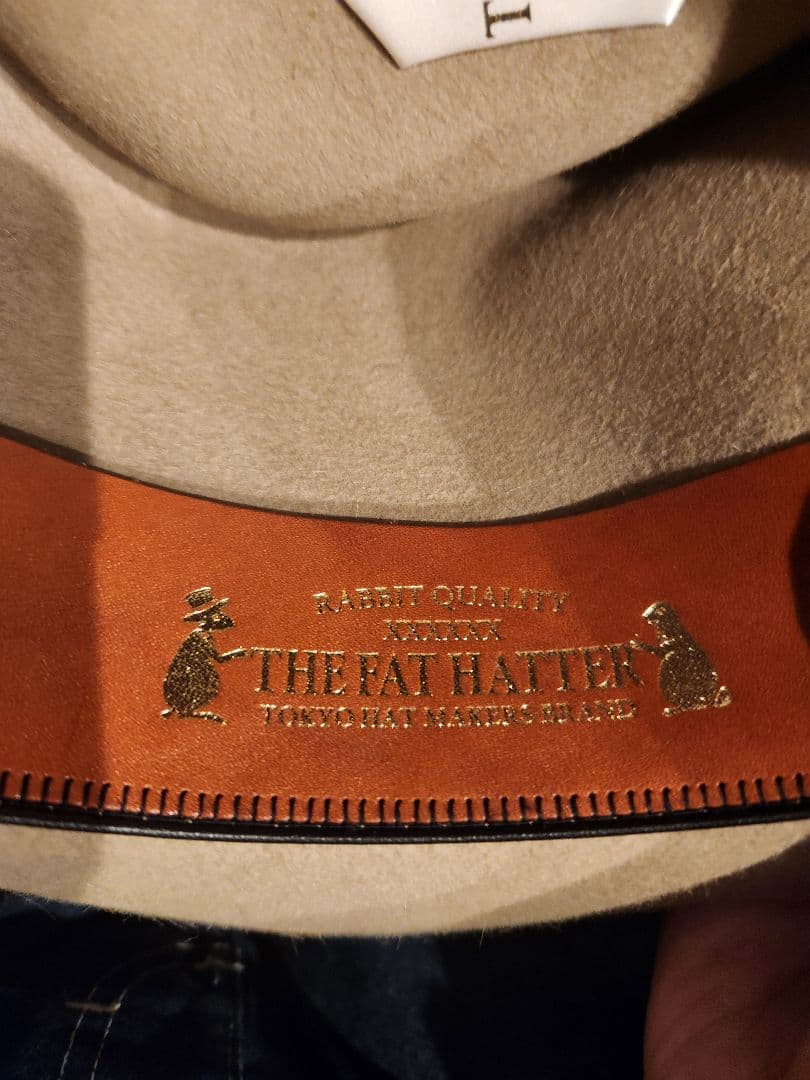 T
RABBIT QUALITY
XXXXXX
THE FAT HATTER
TOKYO HAT MAKERS BRAND